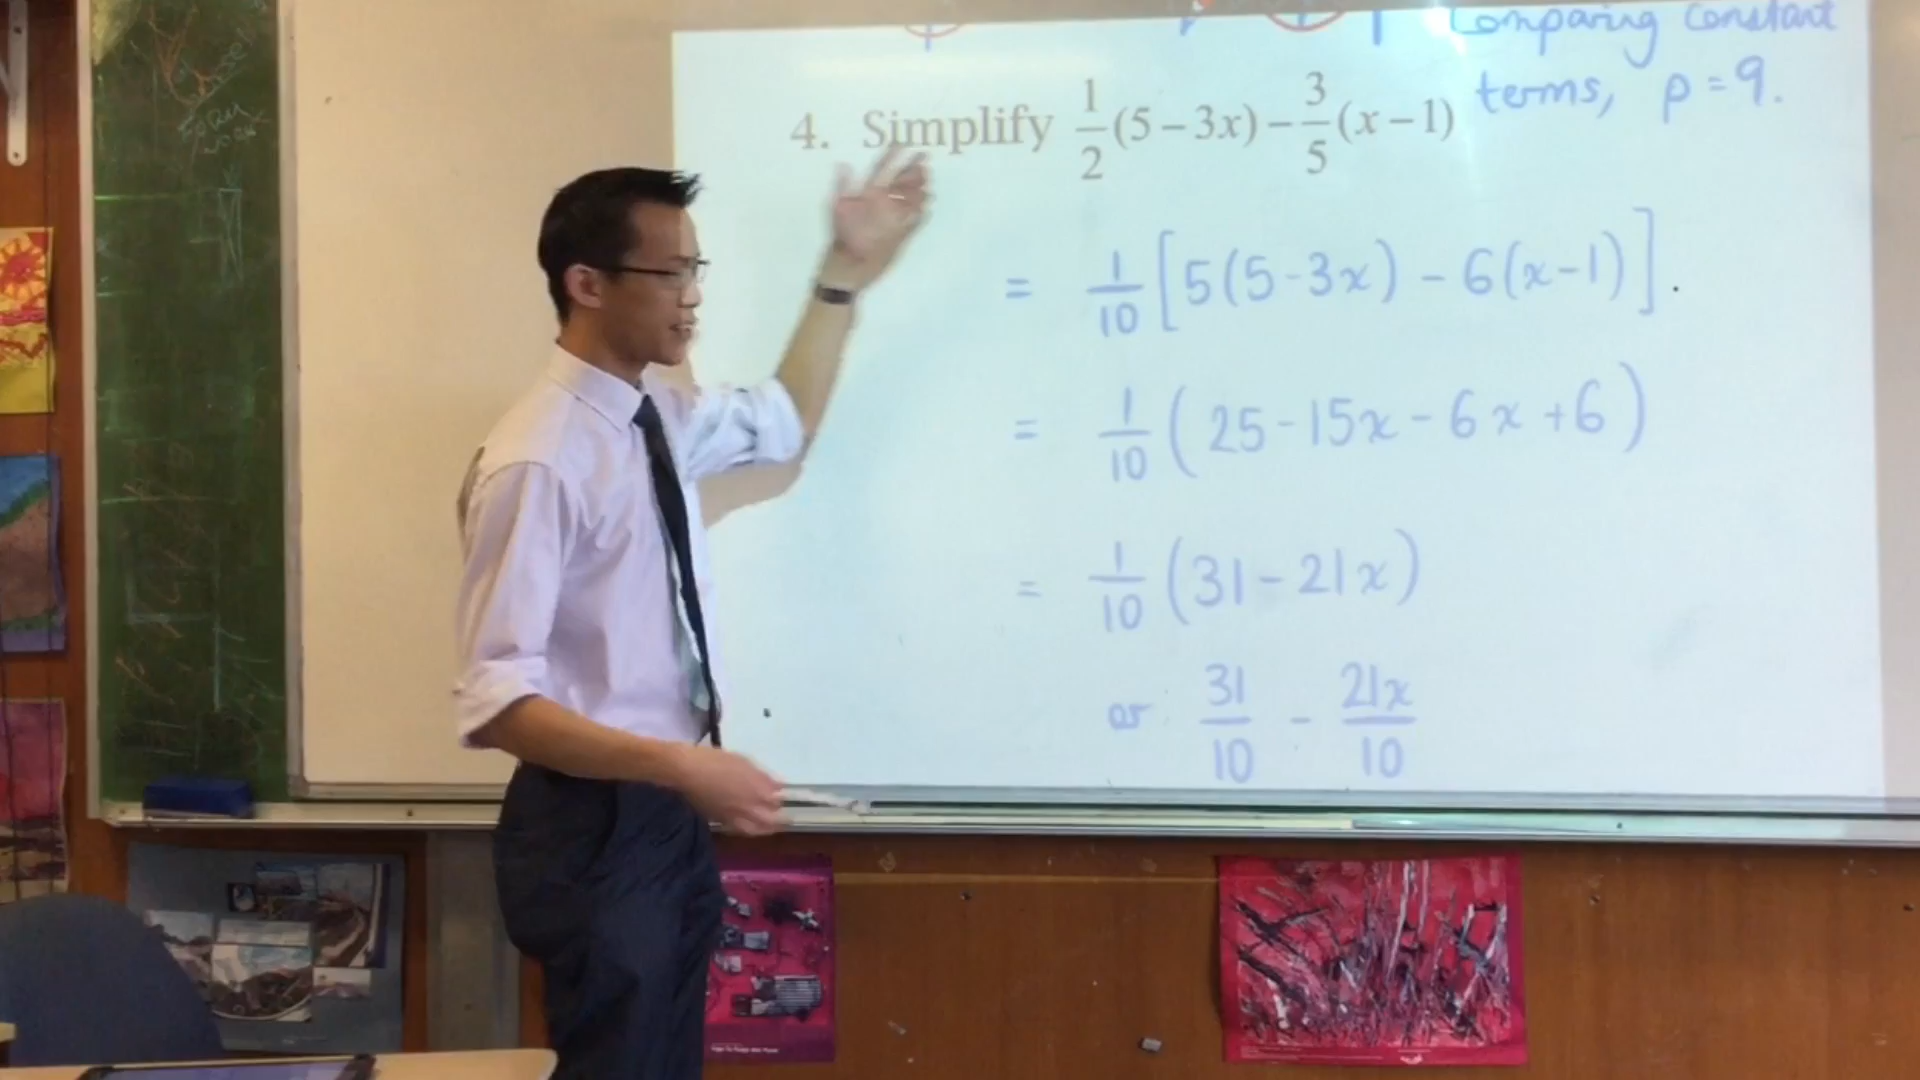 Comparing constant
terms, p = 9.
4. Simplify 1/2(5 – 3x) – 3/5(x – 1)
= 1/10 [5(5 - 3x) - 6(x - 1)].
= 1/10 (25 - 15x - 6x + 6)
= 1/10 (31 - 21x)
or 31/10 - 21x/10